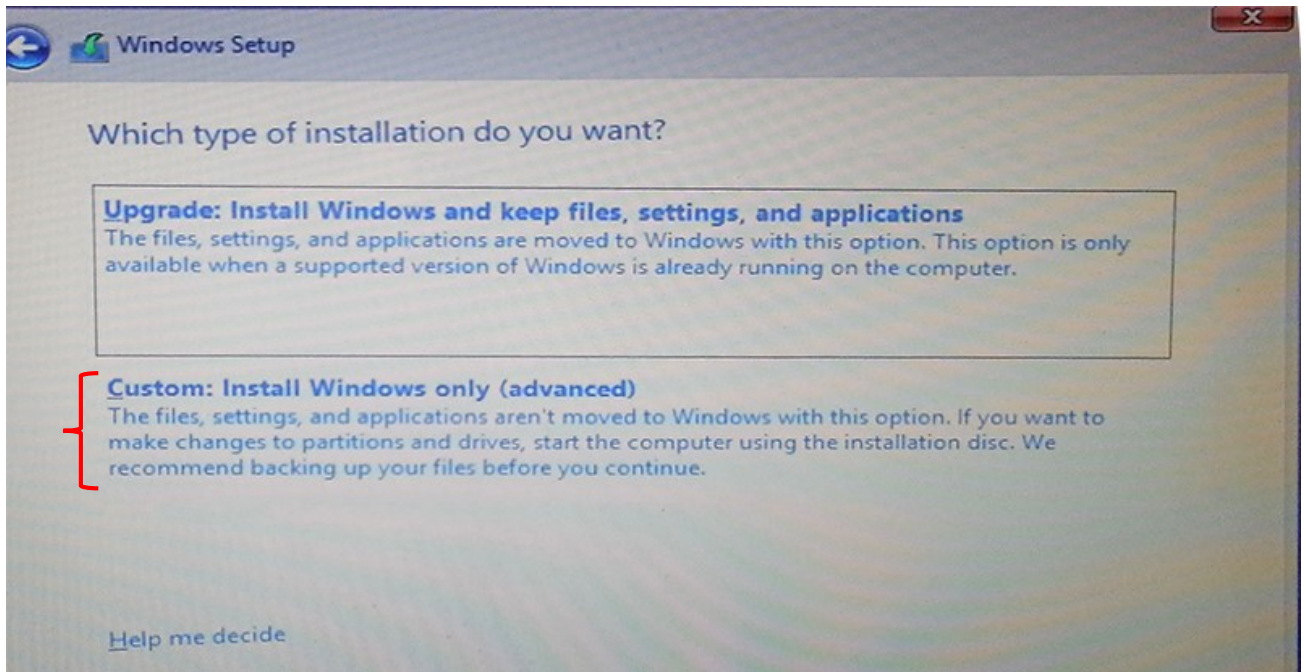 Windows Setup
Which type of installation do you want?
Upgrade: Install Windows and keep files, settings, and applications
The files, settings, and applications are moved to Windows with this option. This option is only
available when a supported version of Windows is already running on the computer.
Custom: Install Windows only (advanced)
The files, settings, and applications aren't moved to Windows with this option. If you want to
make changes to partitions and drives, start the computer using the installation disc. We
recommend backing up your files before you continue.
Help me decide